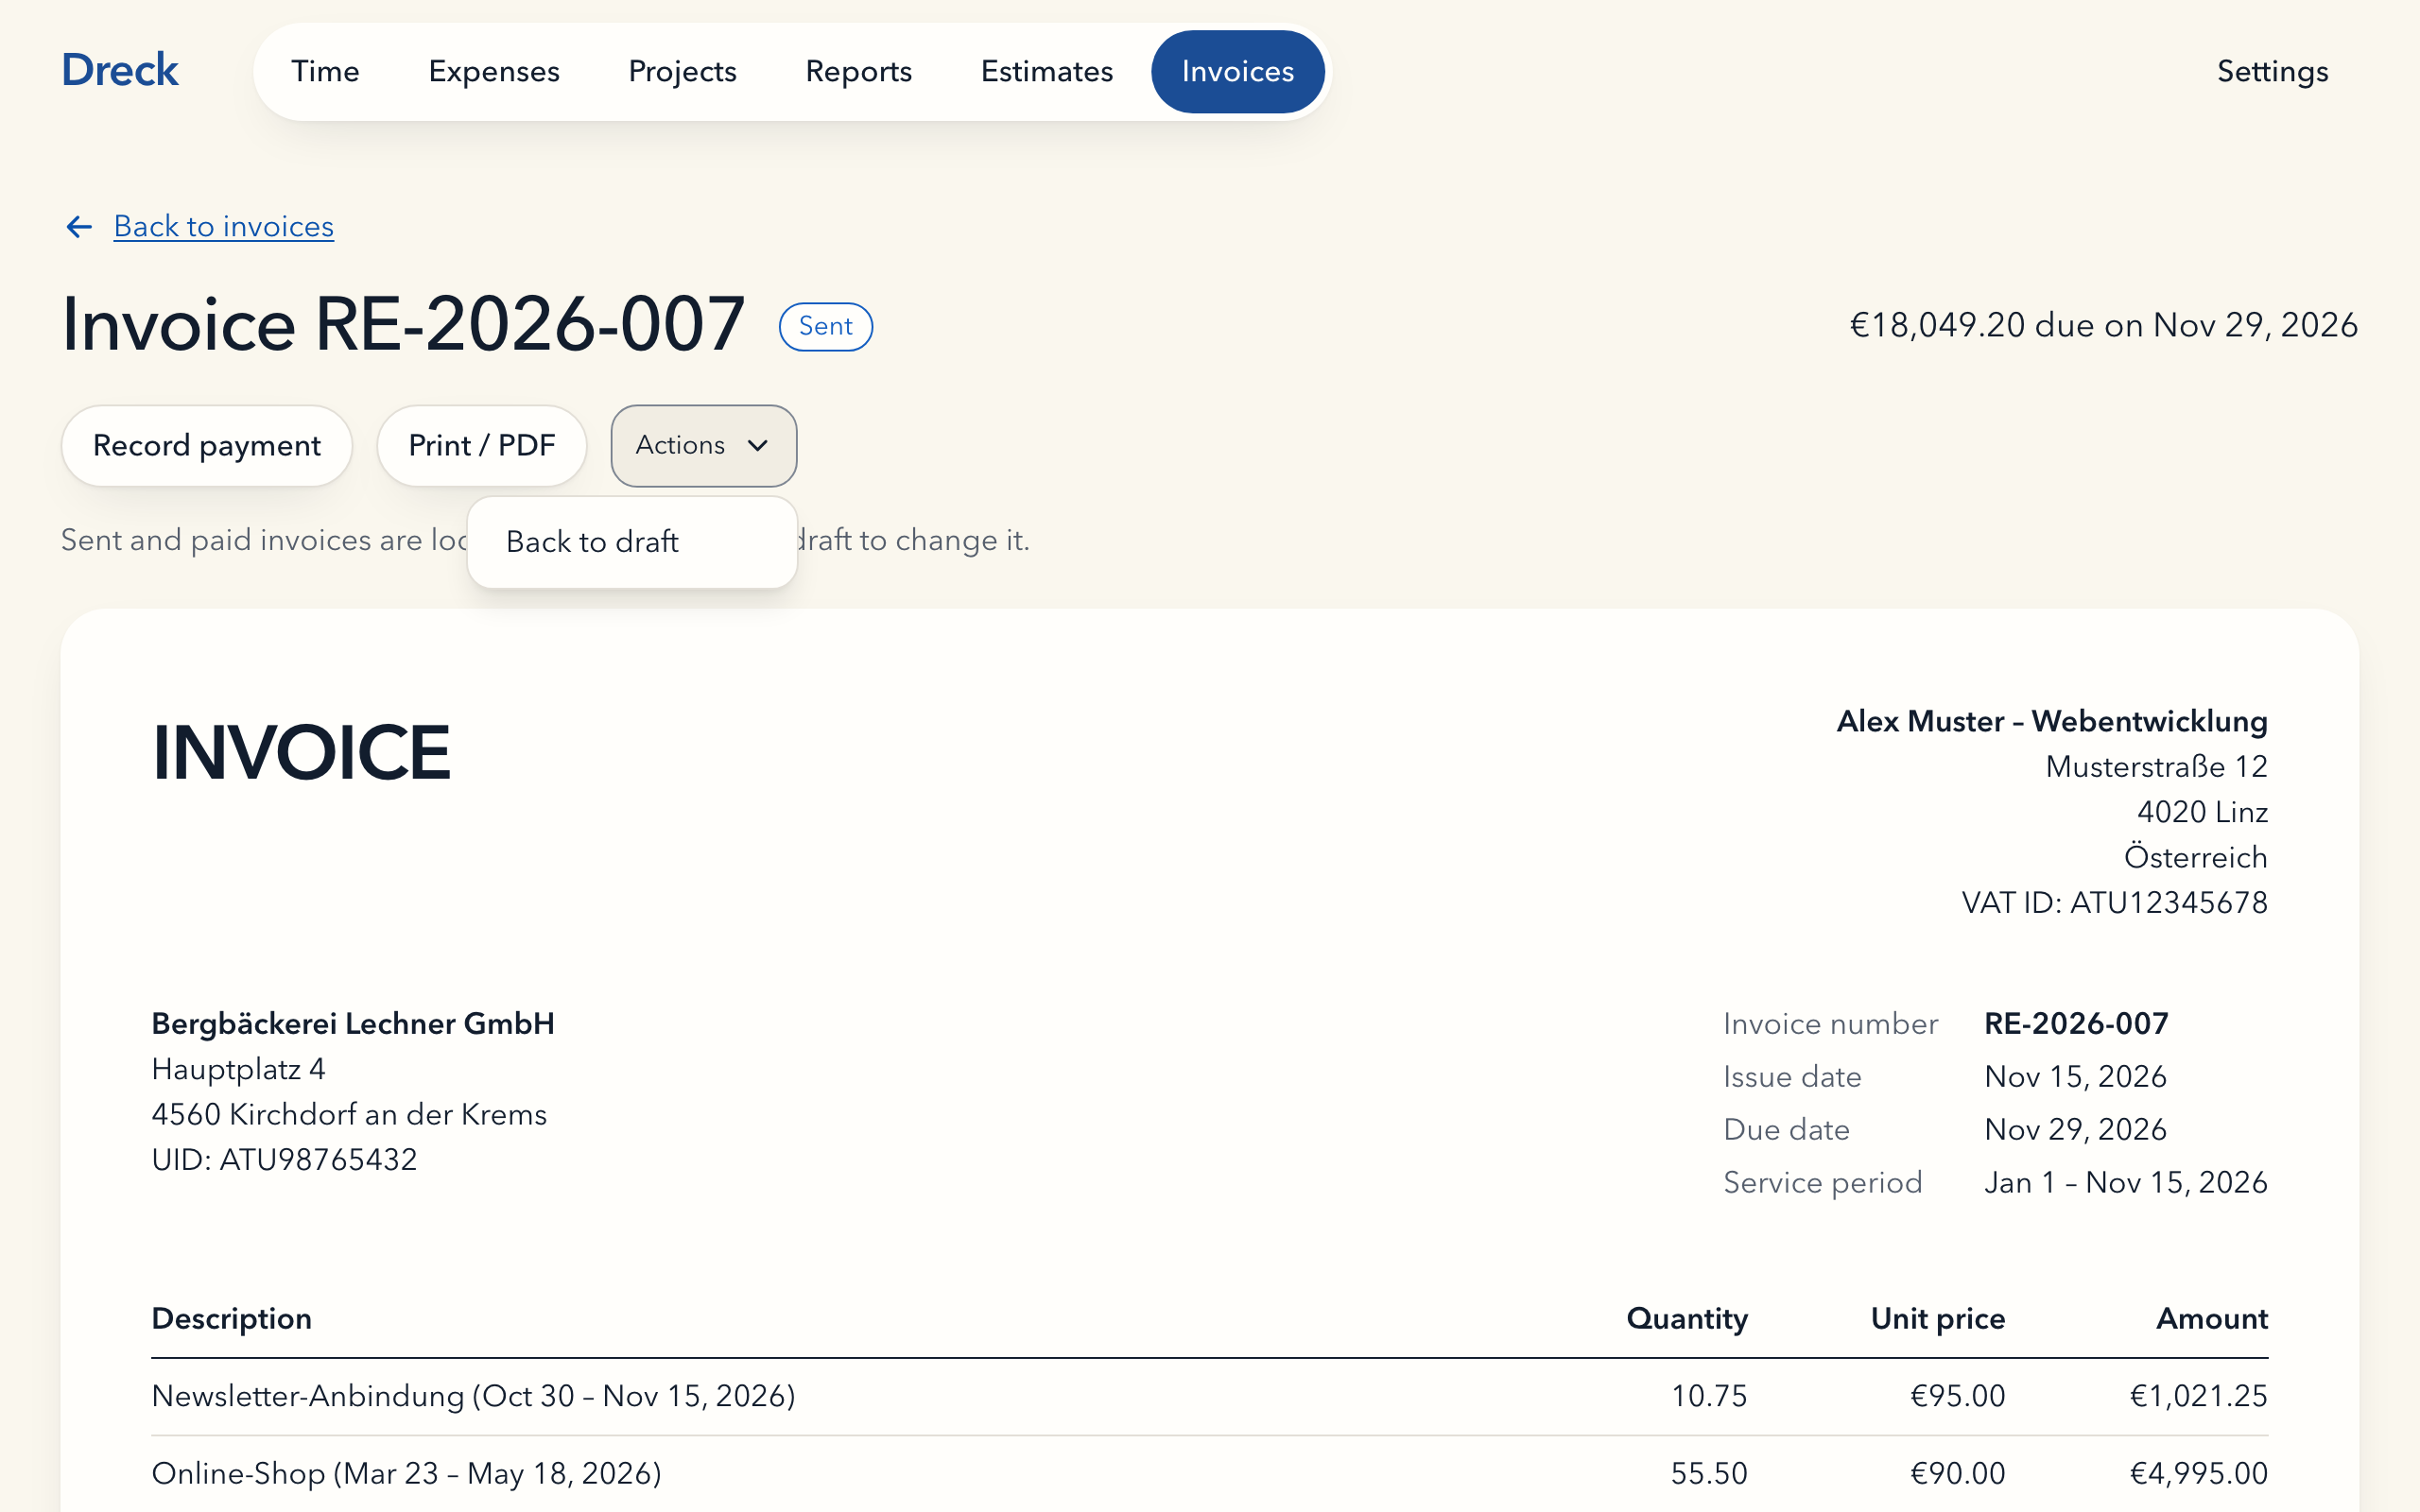 Dreck
Time
Expenses
Projects
Reports
Estimates
Invoices
Settings
Back to invoices
Invoice RE-2026-007
Sent
€18,049.20 due on Nov 29, 2026
Record payment
Print / PDF
Actions
Back to draft
Sent and paid invoices are draft to change it.
INVOICE
Alex Muster – Webentwicklung
Musterstraße 12
4020 Linz
Österreich
VAT ID: ATU12345678
Bergbäckerei Lechner GmbH
Hauptplatz 4
4560 Kirchdorf an der Krems
UID: ATU98765432
Invoice number RE-2026-007
Issue date Nov 15, 2026
Due date Nov 29, 2026
Service period Jan 1 – Nov 15, 2026
Description Quantity Unit price Amount
Newsletter-Anbindung (Oct 30 – Nov 15, 2026) 10.75 €95.00 €1,021.25
Online-Shop (Mar 23 – May 18, 2026) 55.50 €90.00 €4,995.00